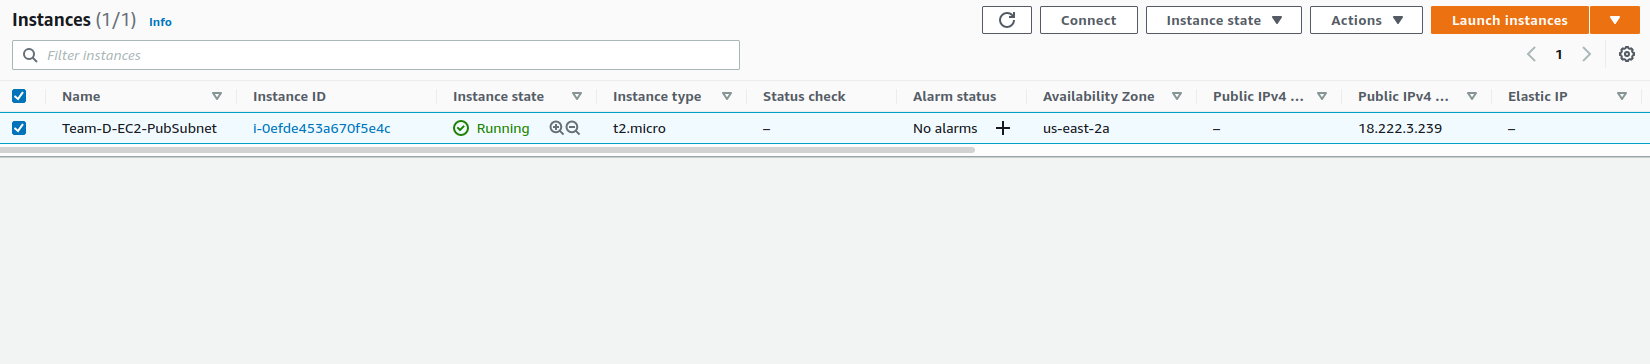 Instances (1/1) Info Connect Instance state Actions Launch instances
Filter instances 1
Name Instance ID Instance state Instance type Status check Alarm status Availability Zone Public IPv4 ... Public IPv4 ... Elastic IP
Team-D-EC2-PubSubnet i-0efde453a670f5e4c Running t2.micro – No alarms + us-east-2a – 18.222.3.239 –